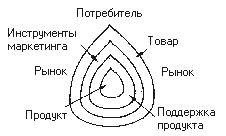 Потребитель
Инструменты
маркетинга
Товар
Рынок
Рынок
Продукт
Поддержка
продукта